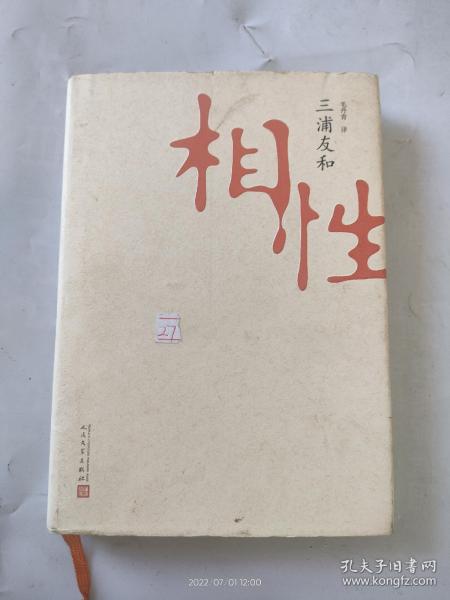 相性
三浦友和
毛丹青 译
27
人民文学出版社
2022/07/01 12:00
孔夫子旧书网
www.kongfz.com